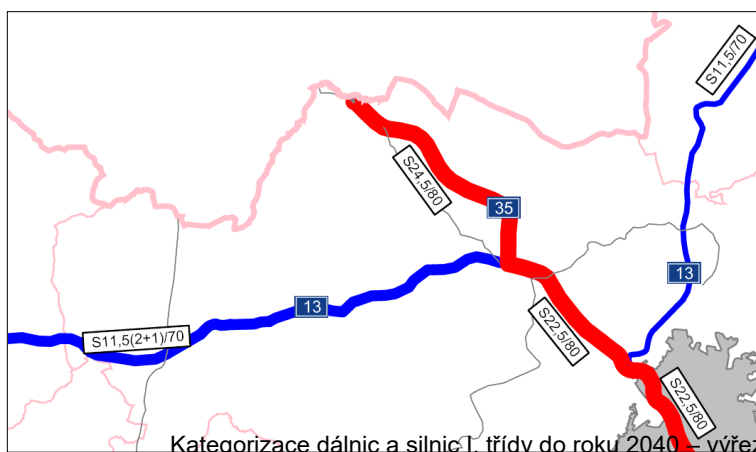 S11,5/70
S24,5/80
35
13
13
S11,5(2+1)/70
S22,5/80
S22,5/80
Kategorizace dálnic a silnic I. třídy do roku 2040 – výřez